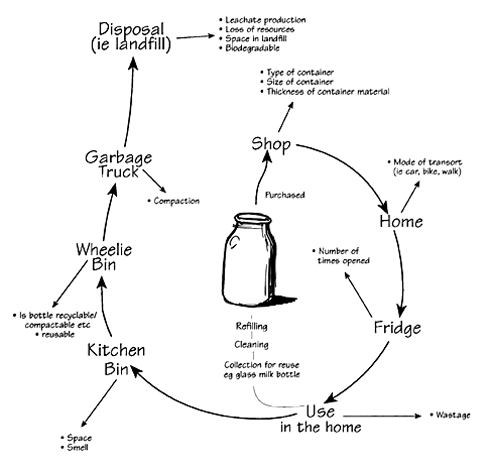 Disposal
(ie landfill)
• Leachate production
• Loss of resources
• Space in landfill
• Biodegradable
• Type of container
• Size of container
• Thickness of container material
Shop
Garbage
Truck
• Compaction
Purchased
• Mode of transort
(ie car, bike, walk)
Home
Wheelie
Bin
• Number of
times opened
• Is bottle recyclable/
compactable etc
• reusable
Refilling
Cleaning
Collection for reuse
eg glass milk bottle
Fridge
Kitchen
Bin
Use
in the home
• Wastage
• Space
• Smell